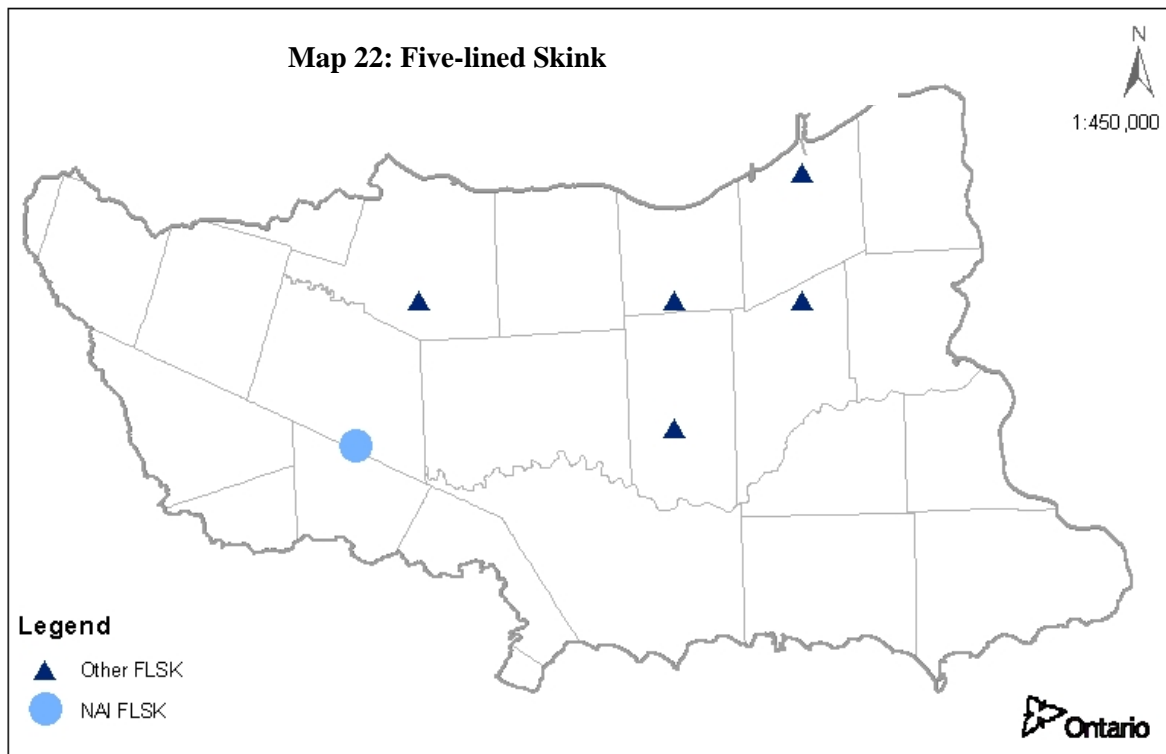 Map 22: Five-lined Skink
N
1:450,000
Legend
Other FLSK
NAI FLSK
Ontario